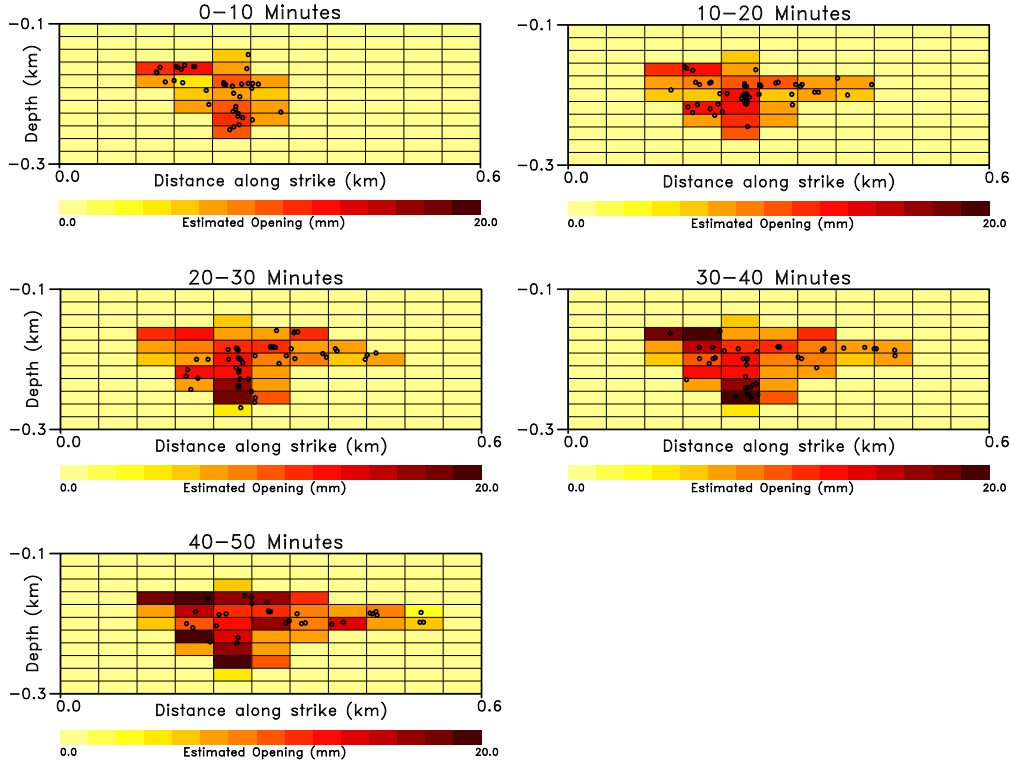 0-10 Minutes
10-20 Minutes
-0.1
-0.1
Depth (km)
-0.3
-0.3
0.0
0.6
0.0
0.6
Distance along strike (km)
Distance along strike (km)
0.0 Estimated Opening (mm) 20.0
0.0 Estimated Opening (mm) 20.0
20-30 Minutes
30-40 Minutes
-0.1
-0.1
Depth (km)
-0.3
-0.3
0.0
0.6
0.0
0.6
Distance along strike (km)
Distance along strike (km)
0.0 Estimated Opening (mm) 20.0
0.0 Estimated Opening (mm) 20.0
40-50 Minutes
-0.1
Depth (km)
-0.3
0.0
0.6
Distance along strike (km)
0.0 Estimated Opening (mm) 20.0